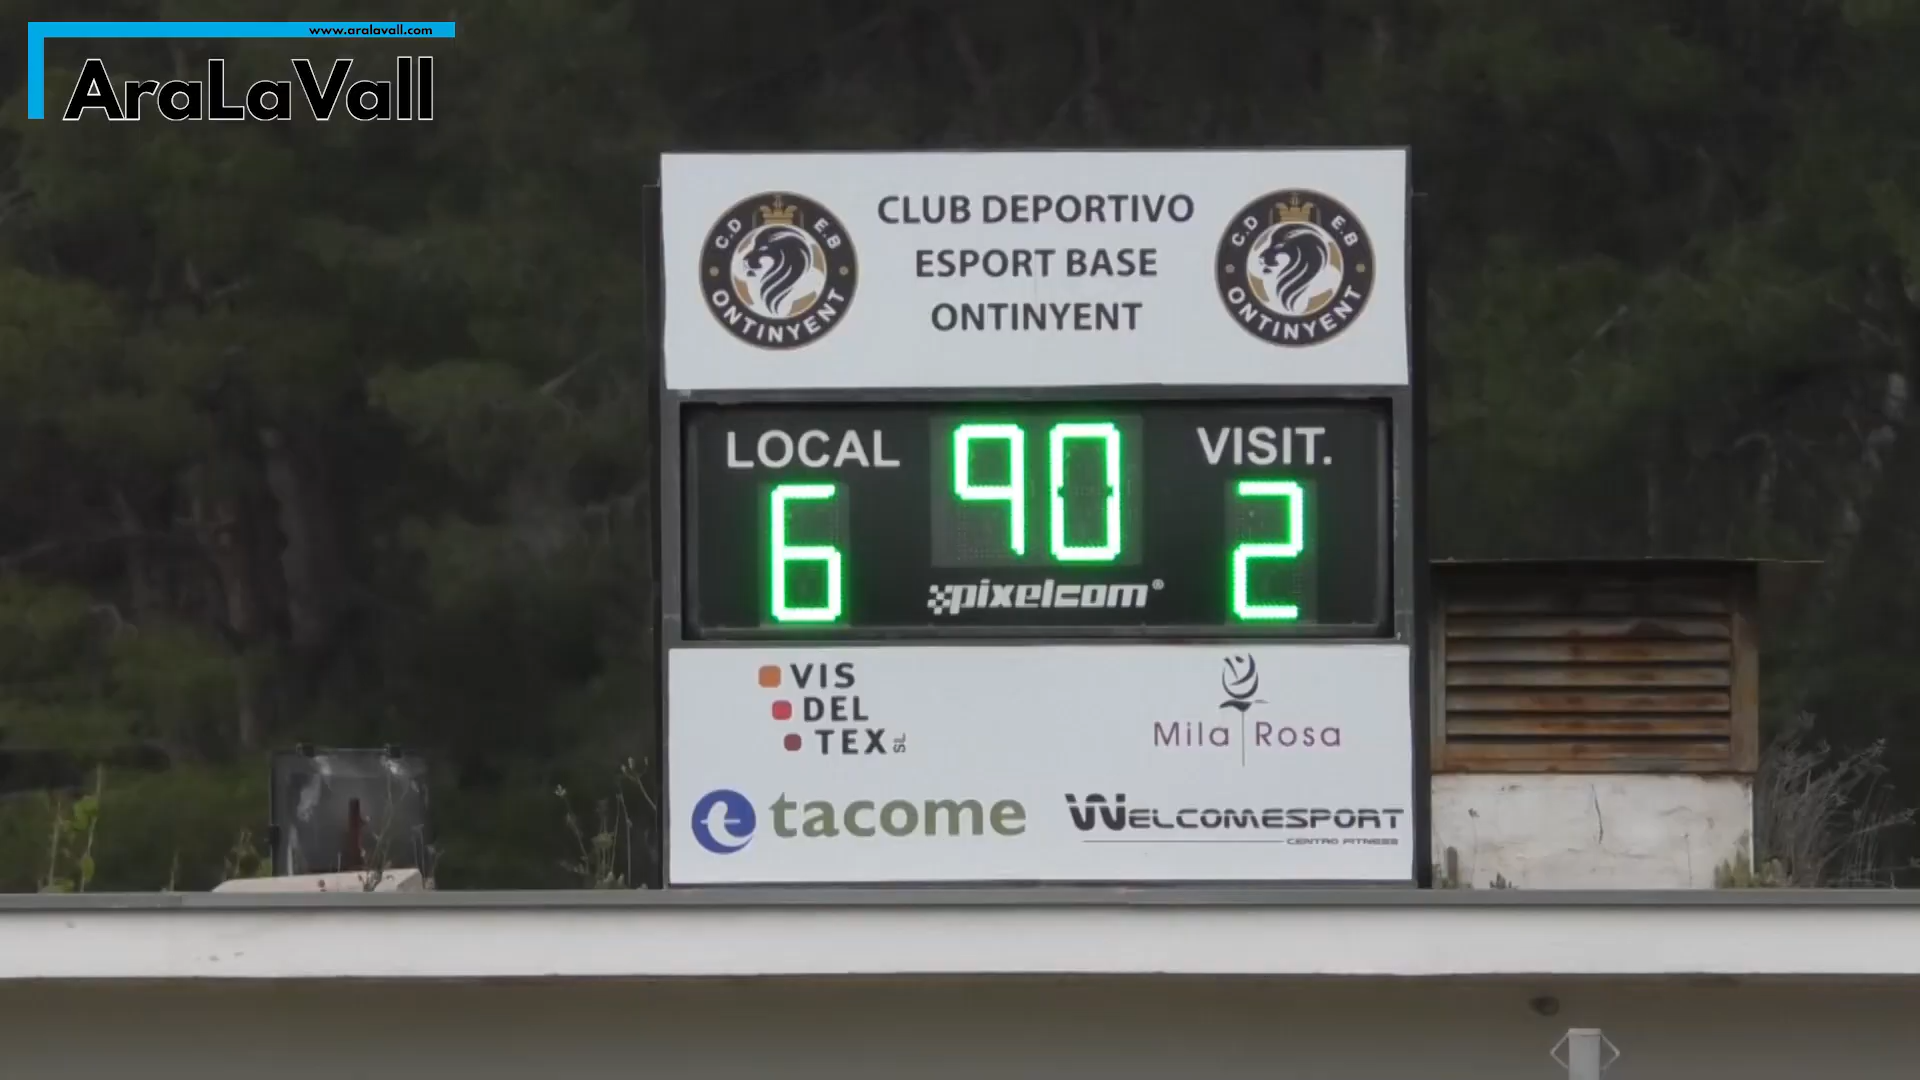 www.aralavall.com
AraLaVall
CLUB DEPORTIVO
ESPORT BASE
ONTINYENT
C.D E.B
ONTINYENT
C.D E.B
ONTINYENT
LOCAL 90 VISIT.
6 2
pixelcom®
VIS
DEL
TEX SL
Mila Rosa
tacome
WELCOMESPORT
CENTRO FITNESS